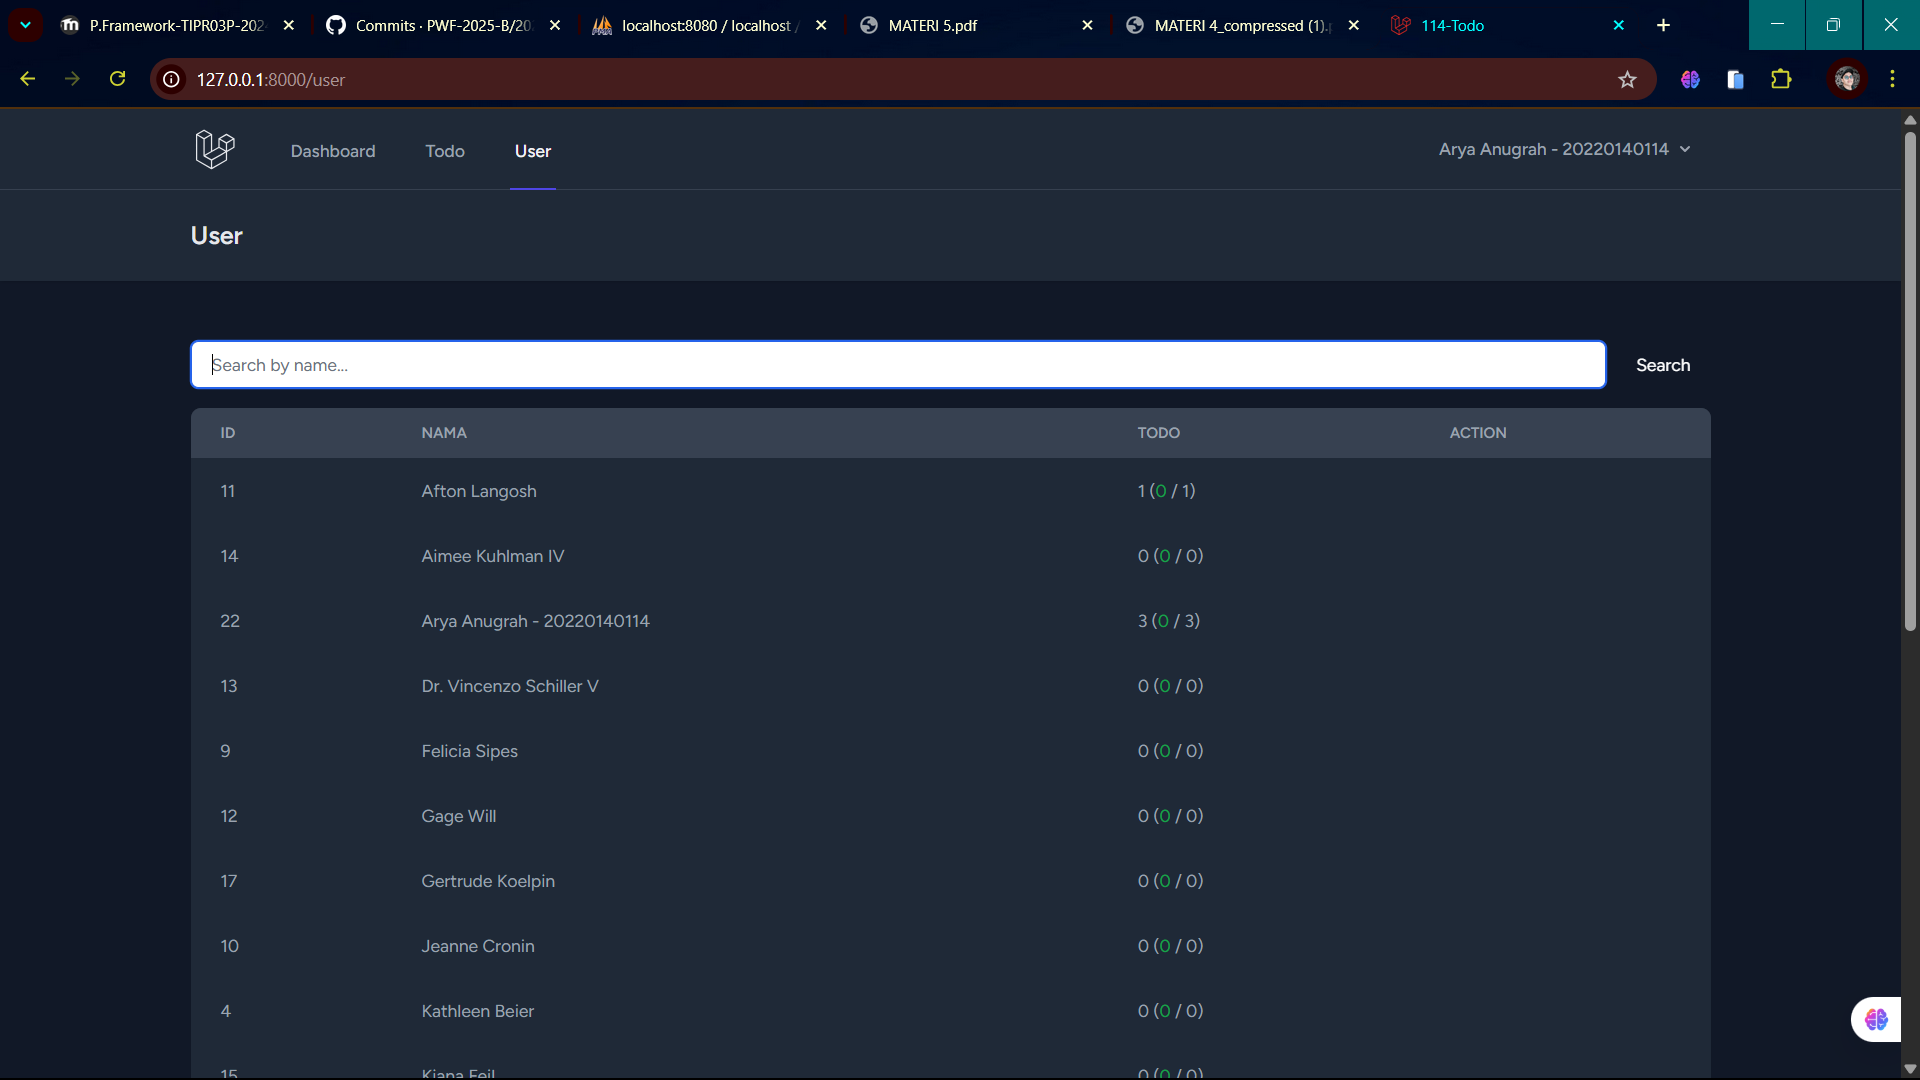 P.Framework-TIPR03P-202
Commits · PWF-2025-B/20
localhost:8080 / localhost /
MATERI 5.pdf
MATERI 4_compressed (1).p
114-Todo
127.0.0.1:8000/user
Dashboard
Todo
User
Arya Anugrah - 20220140114
User
Search by name...
Search
ID NAMA TODO ACTION
11 Afton Langosh 1 (0 / 1)
14 Aimee Kuhlman IV 0 (0 / 0)
22 Arya Anugrah - 20220140114 3 (0 / 3)
13 Dr. Vincenzo Schiller V 0 (0 / 0)
9 Felicia Sipes 0 (0 / 0)
12 Gage Will 0 (0 / 0)
17 Gertrude Koelpin 0 (0 / 0)
10 Jeanne Cronin 0 (0 / 0)
4 Kathleen Beier 0 (0 / 0)
15 Kiana Feil 0 (0 / 0)